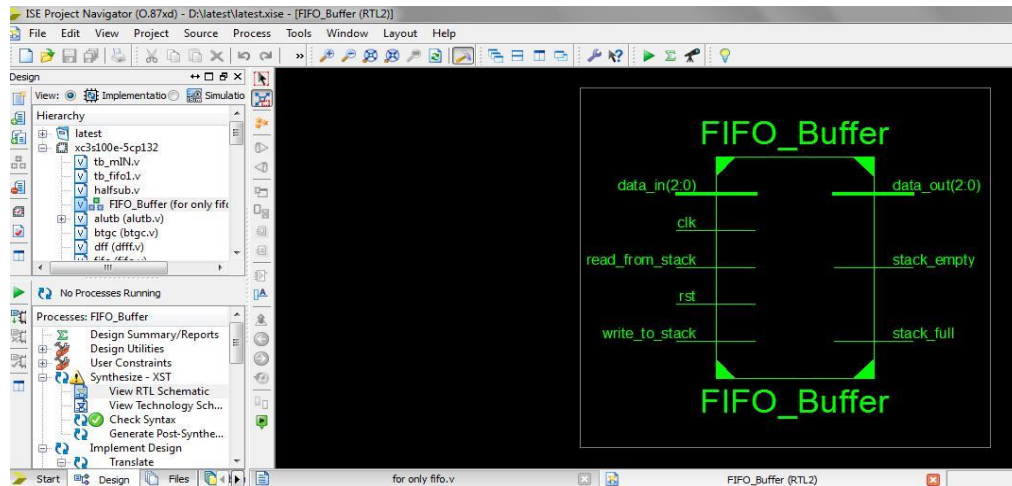 ISE Project Navigator (O.87xd) - D:\latest\latest.xise - [FIFO_Buffer (RTL2)]
File Edit View Project Source Process Tools Window Layout Help
Design
View: Implementatio Simulatio
Hierarchy
latest
xc3s100e-5cp132
tb_mIN.v
tb_fifo1.v
halfsub.v
FIFO_Buffer (for only fifo
alutb (alutb.v)
btgc (btgc.v)
dff (dfff.v)
No Processes Running
Processes: FIFO_Buffer
Design Summary/Reports
Design Utilities
User Constraints
Synthesize - XST
View RTL Schematic
View Technology Sch...
Check Syntax
Generate Post-Synthe...
Implement Design
Translate
Start Design Files
FIFO_Buffer
data_in(2:0) data_out(2:0)
clk
read_from_stack stack_empty
rst
write_to_stack stack_full
FIFO_Buffer
for only fifo.v FIFO_Buffer (RTL2)